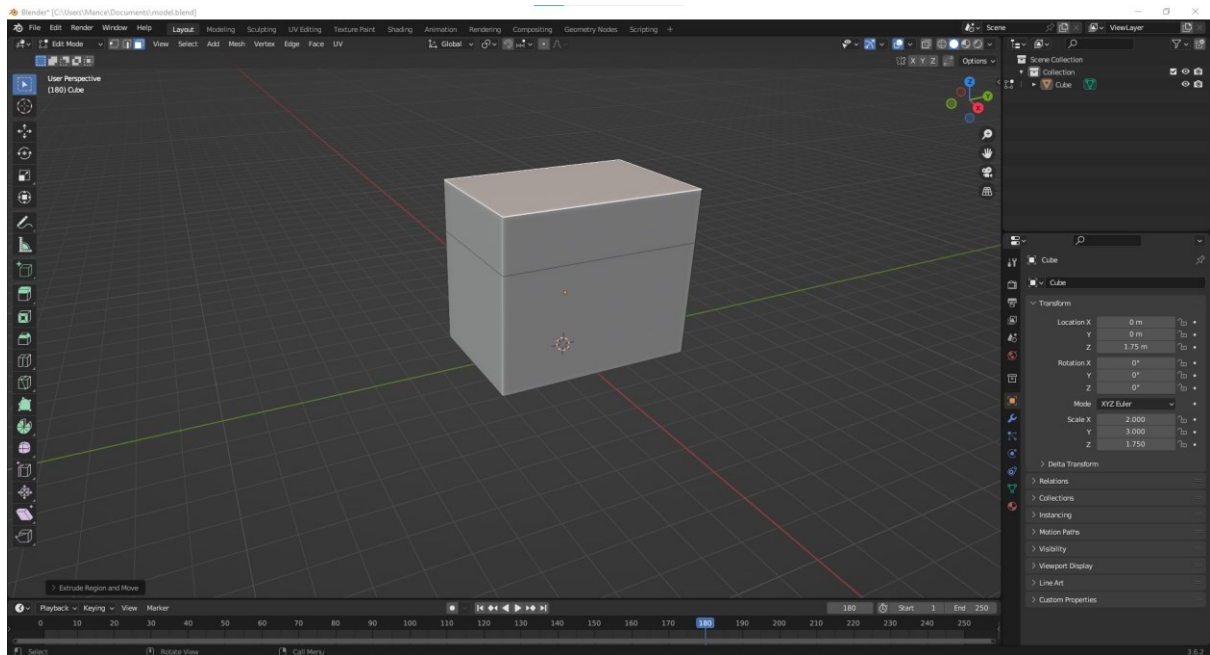 Blender* [C:\Users\Mance\Documents\model.blend]
File Edit Render Window Help Layout Modeling Sculpting UV Editing Texture Paint Shading Animation Rendering Compositing Geometry Nodes Scripting + Scene ViewLayer
Edit Mode View Select Add Mesh Vertex Edge Face UV Global
X Y Z Options
User Perspective
(180) Cube
Z
Y
X
Scene Collection
Collection
Cube
Cube
Cube
Transform
Location X 0 m
Y 0 m
Z 1.75 m
Rotation X 0°
Y 0°
Z 0°
Mode XYZ Euler
Scale X 2.000
Y 3.000
Z 1.750
Delta Transform
Relations
Collections
Instancing
Motion Paths
Visibility
Viewport Display
Line Art
Custom Properties
Extrude Region and Move
Playback Keying View Marker 180 Start 1 End 250
0 10 20 30 40 50 60 70 80 90 100 110 120 130 140 150 160 170 180 190 200 210 220 230 240 250
Select Rotate View Call Menu 3.6.2